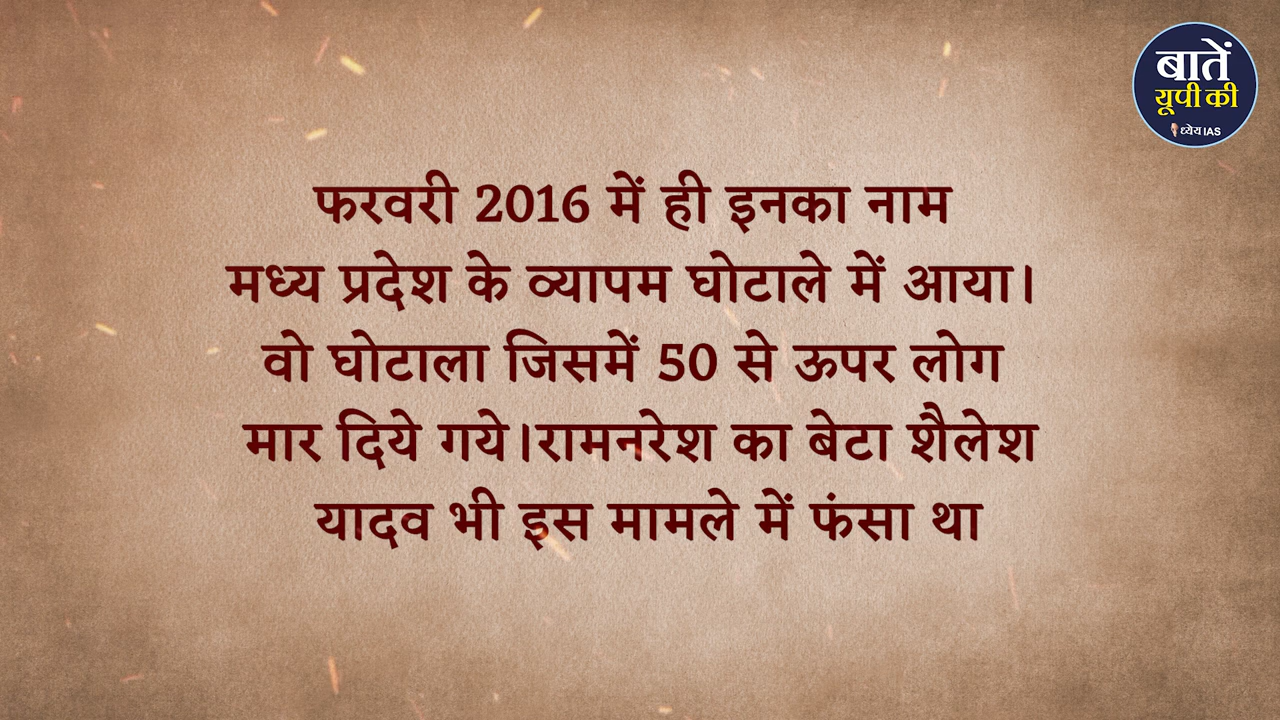 बातें
यूपी की
ध्येय IAS
फरवरी 2016 में ही इनका नाम
मध्य प्रदेश के व्यापम घोटाले में आया।
वो घोटाला जिसमें 50 से ऊपर लोग
मार दिये गये।रामनरेश का बेटा शैलेश
यादव भी इस मामले में फंसा था